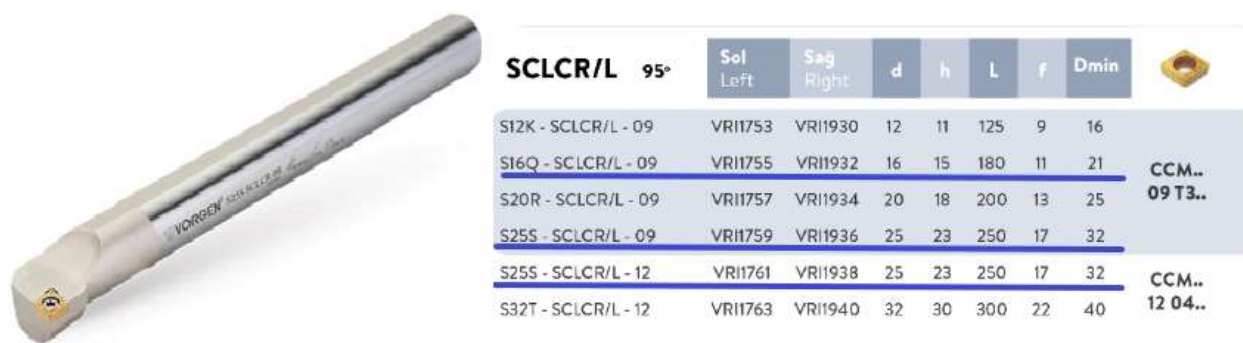 VORGEN
SCLCR/L 95° Sol Left Sağ Right d h L f Dmin
S12K - SCLCR/L - 09 VRI1753 VRI1930 12 11 125 9 16
S16Q - SCLCR/L - 09 VRI1755 VRI1932 16 15 180 11 21
S20R - SCLCR/L - 09 VRI1757 VRI1934 20 18 200 13 25
S25S - SCLCR/L - 09 VRI1759 VRI1936 25 23 250 17 32
CCM..
09 T3..
S25S - SCLCR/L - 12 VRI1761 VRI1938 25 23 250 17 32
S32T - SCLCR/L - 12 VRI1763 VRI1940 32 30 300 22 40
CCM..
12 04..